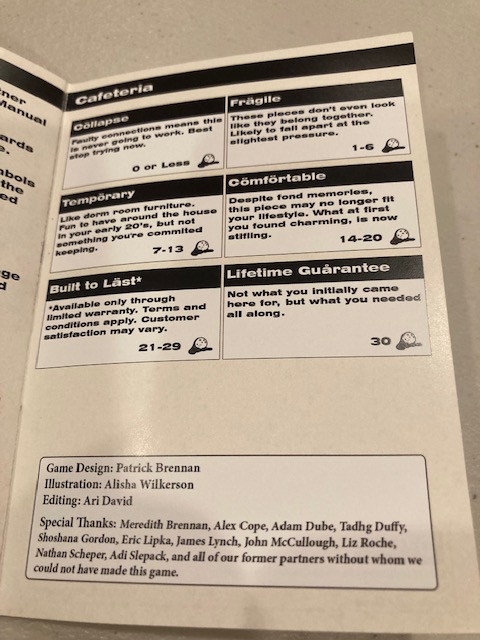 ner
Manual
ards
e.
mbols
the
ed
ge
d
Cafeteria
Cöllapse
Faulty connections means this
is never going to work. Best
stop trying now.
0 or Less
Frägile
These pieces don't even look
like they belong together.
Likely to fall apart at the
slightest pressure.
1-6
Tempörary
Like dorm room furniture.
Fun to have around the house
in your early 20's, but not
something you're commited
keeping.
7-13
Cömförtable
Despite fond memories,
this piece may no longer fit
your lifestyle. What at first
you found charming, is now
stifling.
14-20
Built to Läst*
*Available only through
limited warranty. Terms and
conditions apply. Customer
satisfaction may vary.
21-29
Lifetime Guårantee
Not what you initially came
here for, but what you needed
all along.
30
Game Design: Patrick Brennan
Illustration: Alisha Wilkerson
Editing: Ari David
Special Thanks: Meredith Brennan, Alex Cope, Adam Dube, Tadhg Duffy,
Shoshana Gordon, Eric Lipka, James Lynch, John McCullough, Liz Roche,
Nathan Scheper, Adi Slepack, and all of our former partners without whom we
could not have made this game.